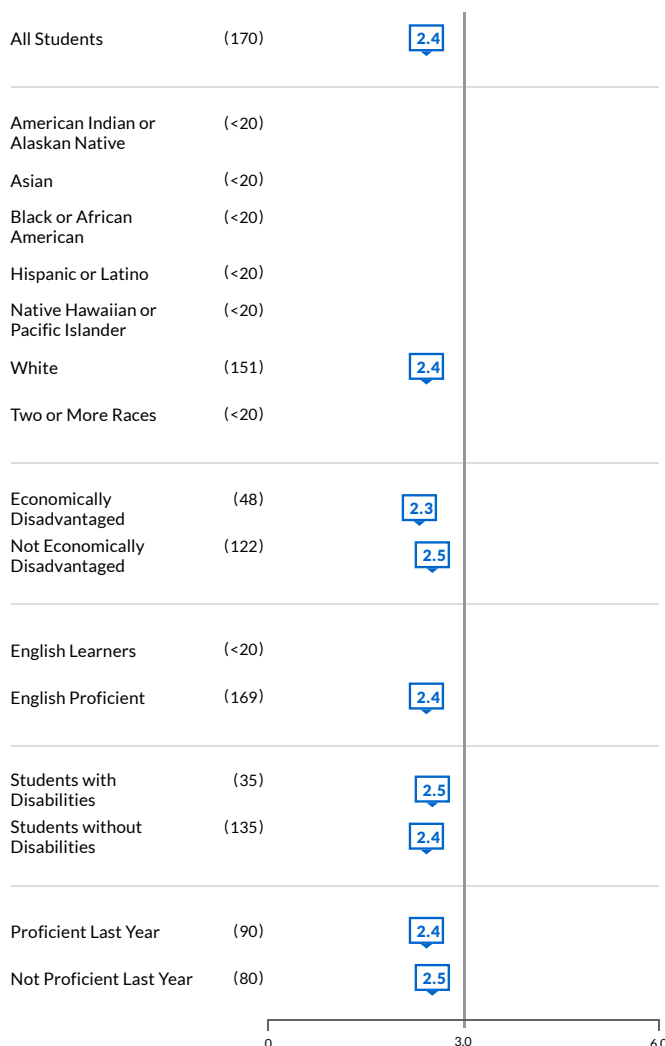 All Students (170) 2.4
American Indian or (<20)
Alaskan Native
Asian (<20)
Black or African (<20)
American
Hispanic or Latino (<20)
Native Hawaiian or (<20)
Pacific Islander
White (151) 2.4
Two or More Races (<20)
Economically (48) 2.3
Disadvantaged
Not Economically (122) 2.5
Disadvantaged
English Learners (<20)
English Proficient (169) 2.4
Students with (35) 2.5
Disabilities
Students without (135) 2.4
Disabilities
Proficient Last Year (90) 2.4
Not Proficient Last Year (80) 2.5
0 3.0 6.0